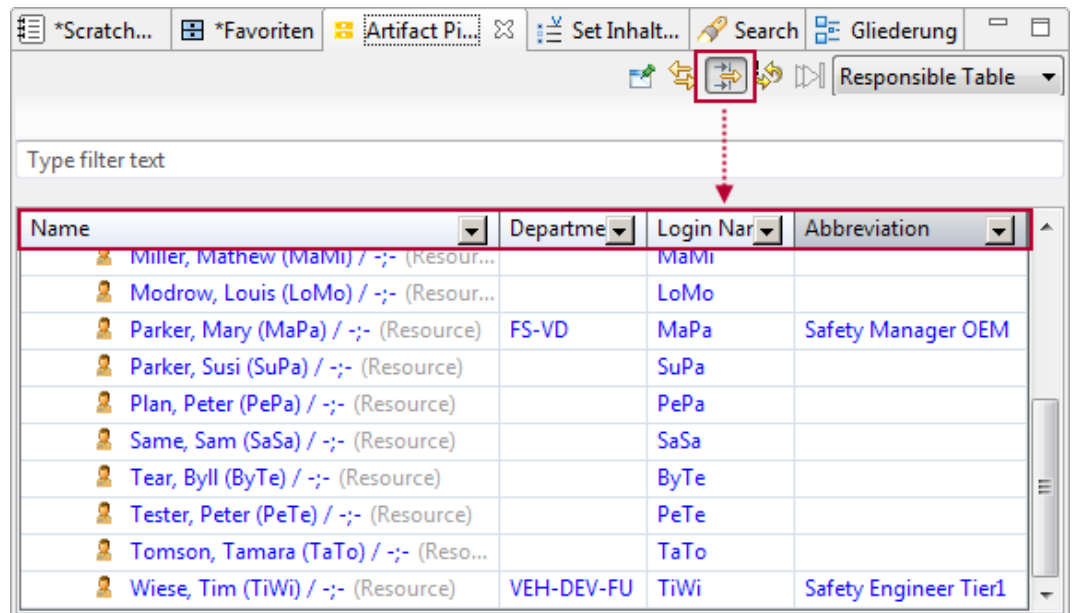 *Scratch... *Favoriten Artifact Pi... Set Inhalt... Search Gliederung
Responsible Table
Type filter text
Name Departme Login Nar Abbreviation
Miller, Mathew (MaMi) / -;- (Resour... MaMi
Modrow, Louis (LoMo) / -;- (Resour... LoMo
Parker, Mary (MaPa) / -;- (Resource) FS-VD MaPa Safety Manager OEM
Parker, Susi (SuPa) / -;- (Resource) SuPa
Plan, Peter (PePa) / -;- (Resource) PePa
Same, Sam (SaSa) / -;- (Resource) SaSa
Tear, Byll (ByTe) / -;- (Resource) ByTe
Tester, Peter (PeTe) / -;- (Resource) PeTe
Tomson, Tamara (TaTo) / -;- (Reso... TaTo
Wiese, Tim (TiWi) / -;- (Resource) VEH-DEV-FU TiWi Safety Engineer Tier1